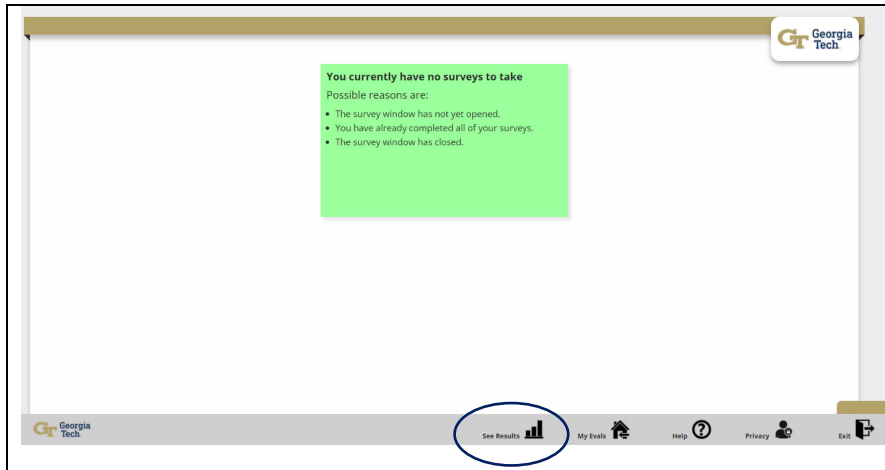 GT Georgia
Tech
You currently have no surveys to take
Possible reasons are:
• The survey window has not yet opened.
• You have already completed all of your surveys.
• The survey window has closed.
GT Georgia
Tech
See Results My Evals Help ? Privacy Exit